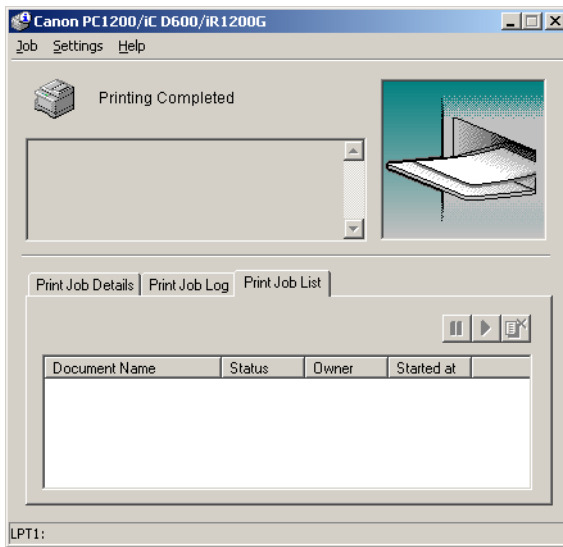 Canon PC1200/iC D600/iR1200G
Job Settings Help
Printing Completed
Print Job Details Print Job Log Print Job List
Document Name Status Owner Started at
LPT1: